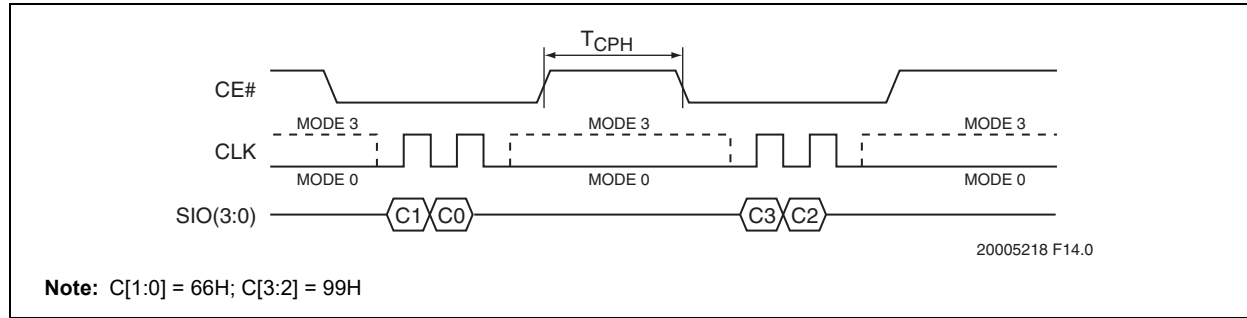 TCPH
CE#
MODE 3 MODE 3 MODE 3
CLK
MODE 0 MODE 0 MODE 0
SIO(3:0) C1 C0 C3 C2
20005218 F14.0
Note: C[1:0] = 66H; C[3:2] = 99H